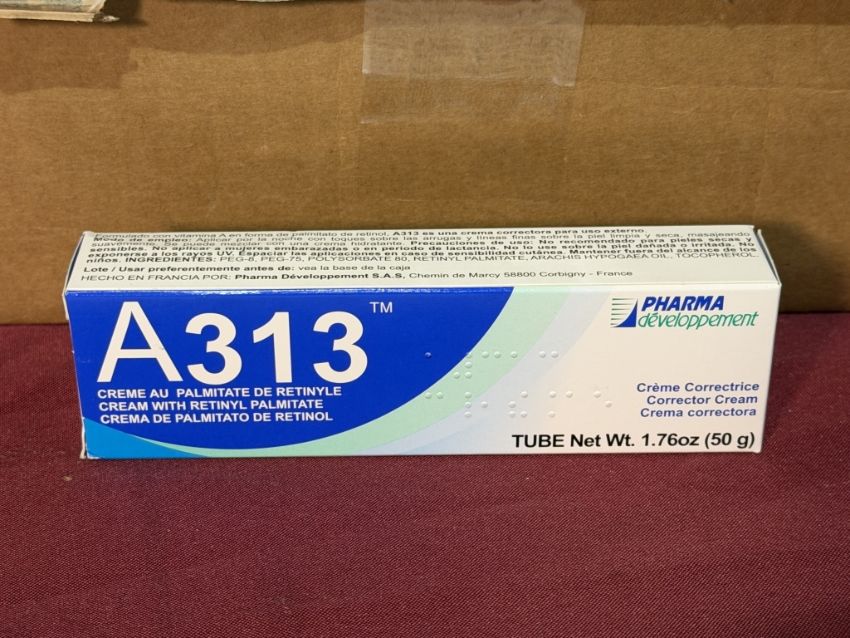 Formulado con vitamina A en forma de palmitato de retinol. A313 es una crema correctora para uso externo.
Modo de empleo: Aplicar por la noche con toques sobre las arrugas y líneas finas sobre la piel limpia y seca, masajeando
suavemente. Se puede mezclar con una crema hidratante. Precauciones de uso: No recomendado para pieles secas y
sensibles. No aplicar a mujeres embarazadas o en periodo de lactancia. No lo use sobre la piel dañada o irritada. No
exponerse a los rayos UV. Espaciar las aplicaciones en caso de sensibilidad cutánea. Mantener fuera del alcance de los
niños. INGREDIENTES: PEG-8, PEG-75, POLYSORBATE 80, RETINYL PALMITATE, ARACHIS HYPOGAEA OIL, TOCOPHEROL.
Lote / Usar preferentemente antes de: vea la base de la caja
HECHO EN FRANCIA POR: Pharma Développement S.A.S, Chemin de Marcy 58800 Corbigny - France
A313™
CREME AU PALMITATE DE RETINYLE
CREAM WITH RETINYL PALMITATE
CREMA DE PALMITATO DE RETINOL
PHARMA
développement
Crème Correctrice
Corrector Cream
Crema correctora
TUBE Net Wt. 1.76oz (50 g)